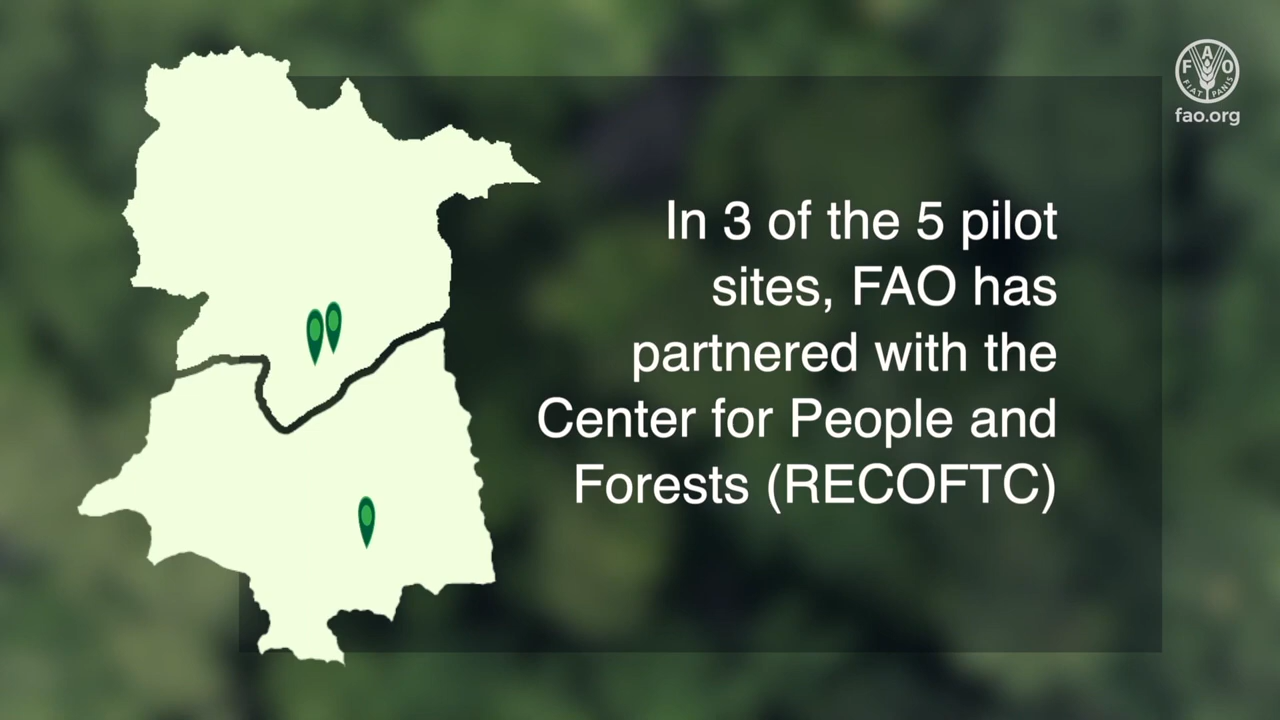 FAO
FIAT PANIS
fao.org
In 3 of the 5 pilot
sites, FAO has
partnered with the
Center for People and
Forests (RECOFTC)